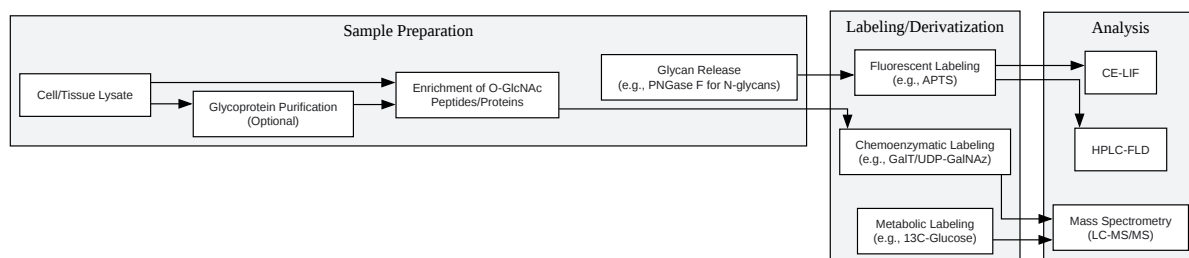 Sample Preparation
Cell/Tissue Lysate
Glycoprotein Purification
(Optional)
Enrichment of O-GlcNAc
Peptides/Proteins
Glycan Release
(e.g., PNGase F for N-glycans)
Labeling/Derivatization
Fluorescent Labeling
(e.g., APTS)
Chemoenzymatic Labeling
(e.g., GalT/UDP-GalNAz)
Metabolic Labeling
(e.g., 13C-Glucose)
Analysis
CE-LIF
HPLC-FLD
Mass Spectrometry
(LC-MS/MS)